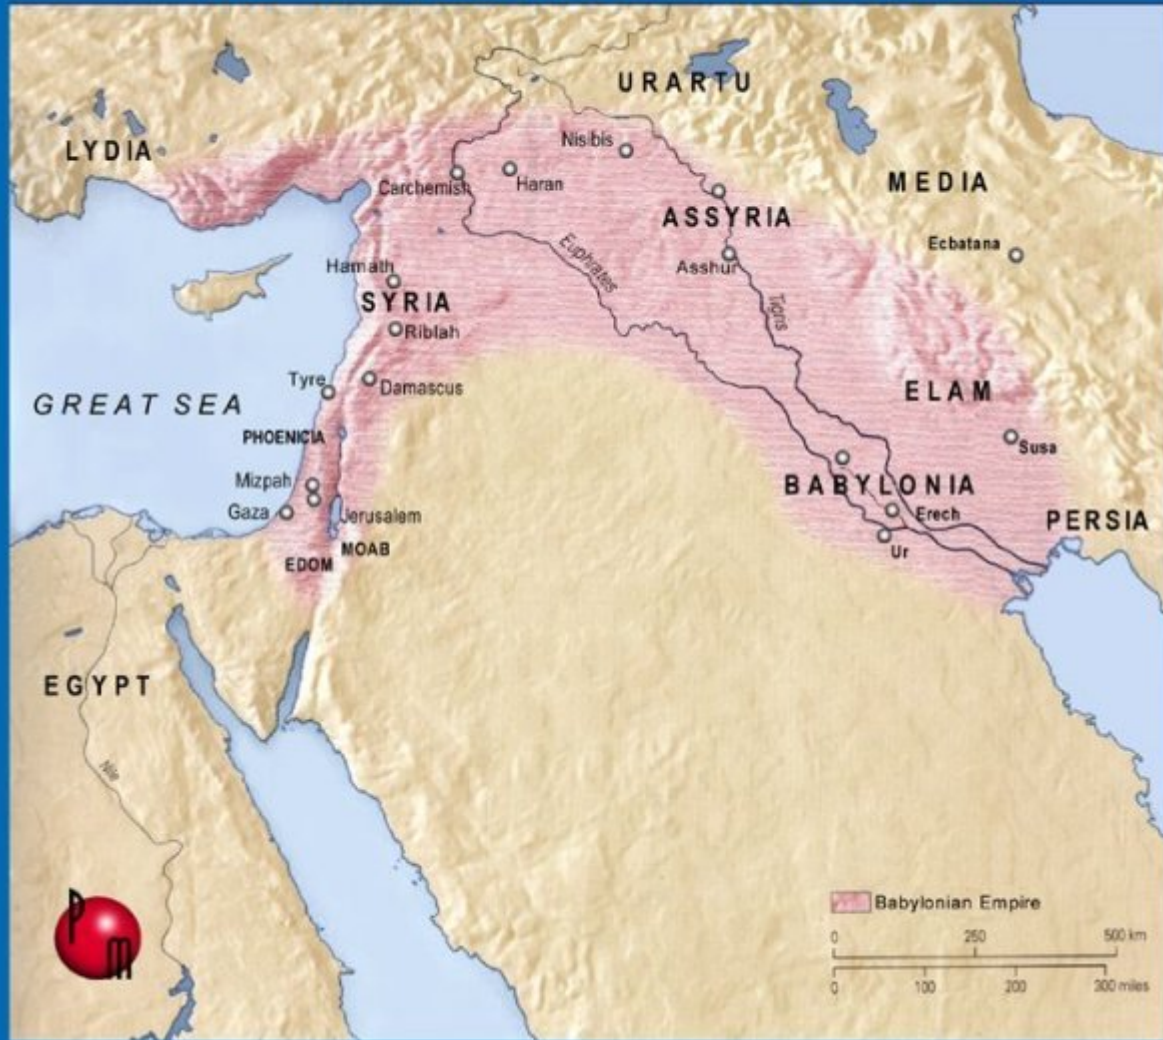 URARTU
Nisibis
LYDIA
Carchemish
Haran
MEDIA
ASSYRIA
Ecbatana
Hamath
Euphrates
Asshur
SYRIA
Tigris
Riblah
Tyre
Damascus
ELAM
GREAT SEA
PHOENICIA
Susa
Mizpah
BABYLONIA
Gaza
Jerusalem
Erech
PERSIA
MOAB
Ur
EDOM
EGYPT
Nile
P
M
Babylonian Empire
0 250 500 km
0 100 200 300 miles